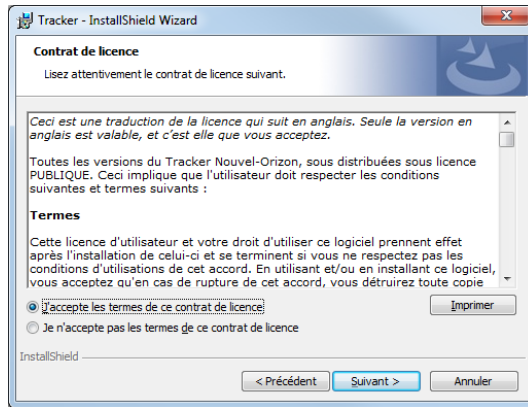 Tracker - InstallShield Wizard
Contrat de licence
Lisez attentivement le contrat de licence suivant.
Ceci est une traduction de la licence qui suit en anglais. Seule la version en
anglais est valable, et c'est elle que vous acceptez.
Toutes les versions du Tracker Nouvel-Orizon, sous distribuées sous licence
PUBLIQUE. Ceci implique que l'utilisateur doit respecter les conditions
suivantes et termes suivants :
Termes
Cette licence d'utilisateur et votre droit d'utiliser ce logiciel prennent effet
après l'installation de celui-ci et se terminent si vous ne respectez pas les
conditions d'utilisations de cet accord. En utilisant et/ou en installant ce logiciel,
vous acceptez qu'en cas de rupture de cet accord, vous détruirez toute copie
J'accepte les termes de ce contrat de licence
Imprimer
Je n'accepte pas les termes de ce contrat de licence
InstallShield
< Précédent
Suivant >
Annuler